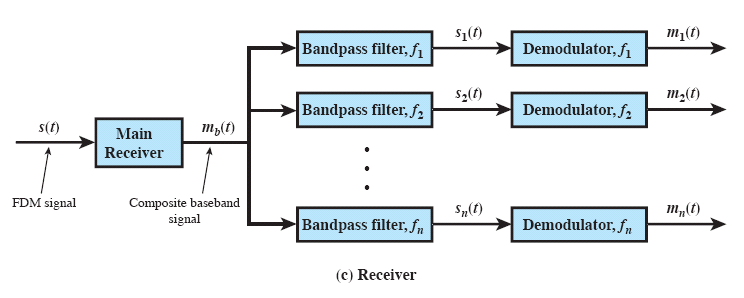 s(t)
FDM signal
Main
Receiver
m_b(t)
Composite baseband
signal
Bandpass filter, f_1
s_1(t)
Demodulator, f_1
m_1(t)
Bandpass filter, f_2
s_2(t)
Demodulator, f_2
m_2(t)
Bandpass filter, f_n
s_n(t)
Demodulator, f_n
m_n(t)
(c) Receiver